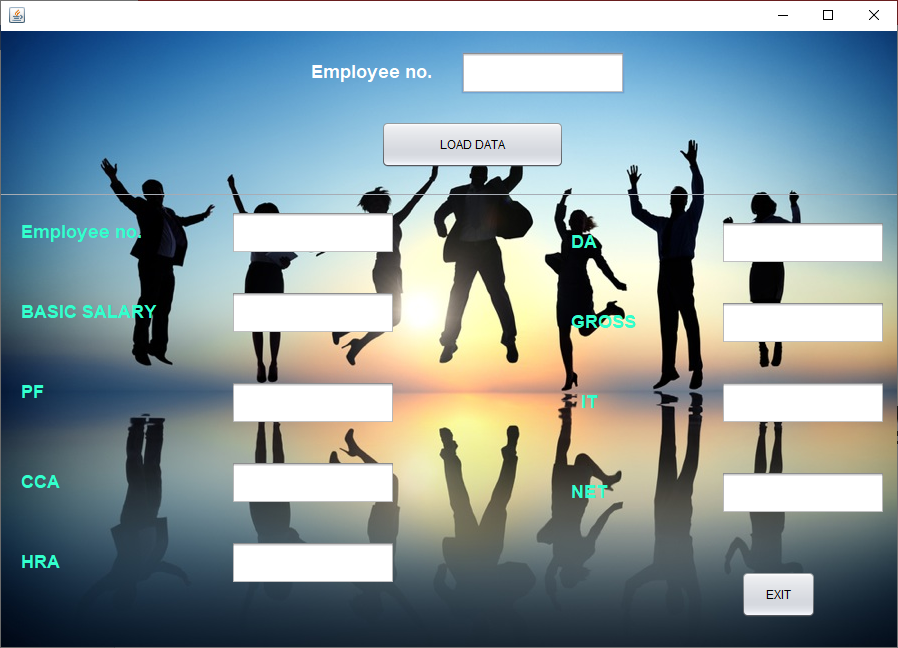 Employee no.
LOAD DATA
Employee no.
DA
BASIC SALARY
GROSS
PF
IT
CCA
NET
HRA
EXIT